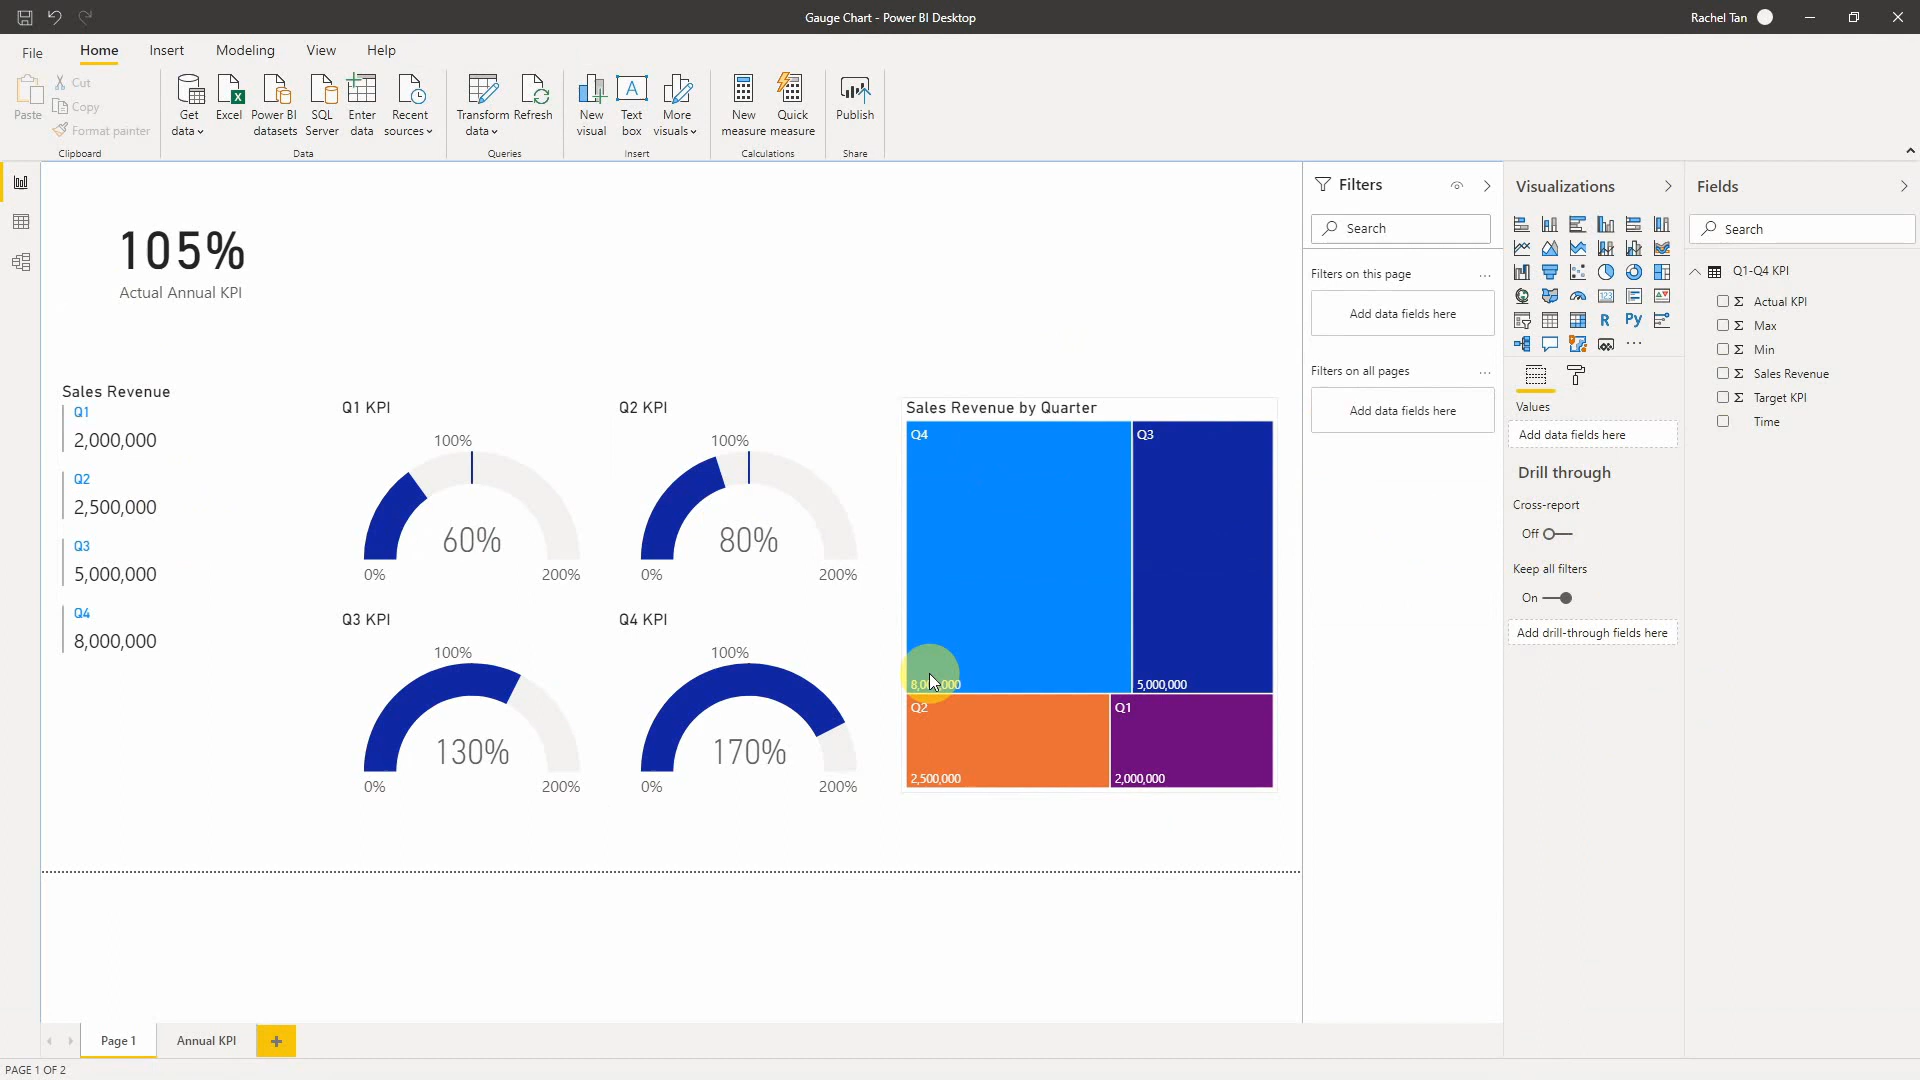 Gauge Chart - Power BI Desktop
Rachel Tan
File
Home
Insert
Modeling
View
Help
Paste
Cut
Copy
Format painter
Clipboard
Get data
Excel
Power BI datasets
SQL Server
Enter data
Recent sources
Data
Transform data
Refresh
Queries
New visual
Text box
More visuals
Insert
New measure
Quick measure
Calculations
Publish
Share
105%
Actual Annual KPI
Sales Revenue
Q1
2,000,000
Q2
2,500,000
Q3
5,000,000
Q4
8,000,000
Q1 KPI
100%
60%
0%
200%
Q2 KPI
100%
80%
0%
200%
Q3 KPI
100%
130%
0%
200%
Q4 KPI
100%
170%
0%
200%
Sales Revenue by Quarter
Q4
Q3
5,000,000
Q2
Q1
2,500,000
2,000,000
Filters
Search
Filters on this page
...
Add data fields here
Filters on all pages
...
Add data fields here
Visualizations
123
R
Py
...
Values
Add data fields here
Drill through
Cross-report
Off
Keep all filters
On
Add drill-through fields here
Fields
Search
Q1-Q4 KPI
Σ Actual KPI
Σ Max
Σ Min
Σ Sales Revenue
Σ Target KPI
Time
Page 1
Annual KPI
+
PAGE 1 OF 2